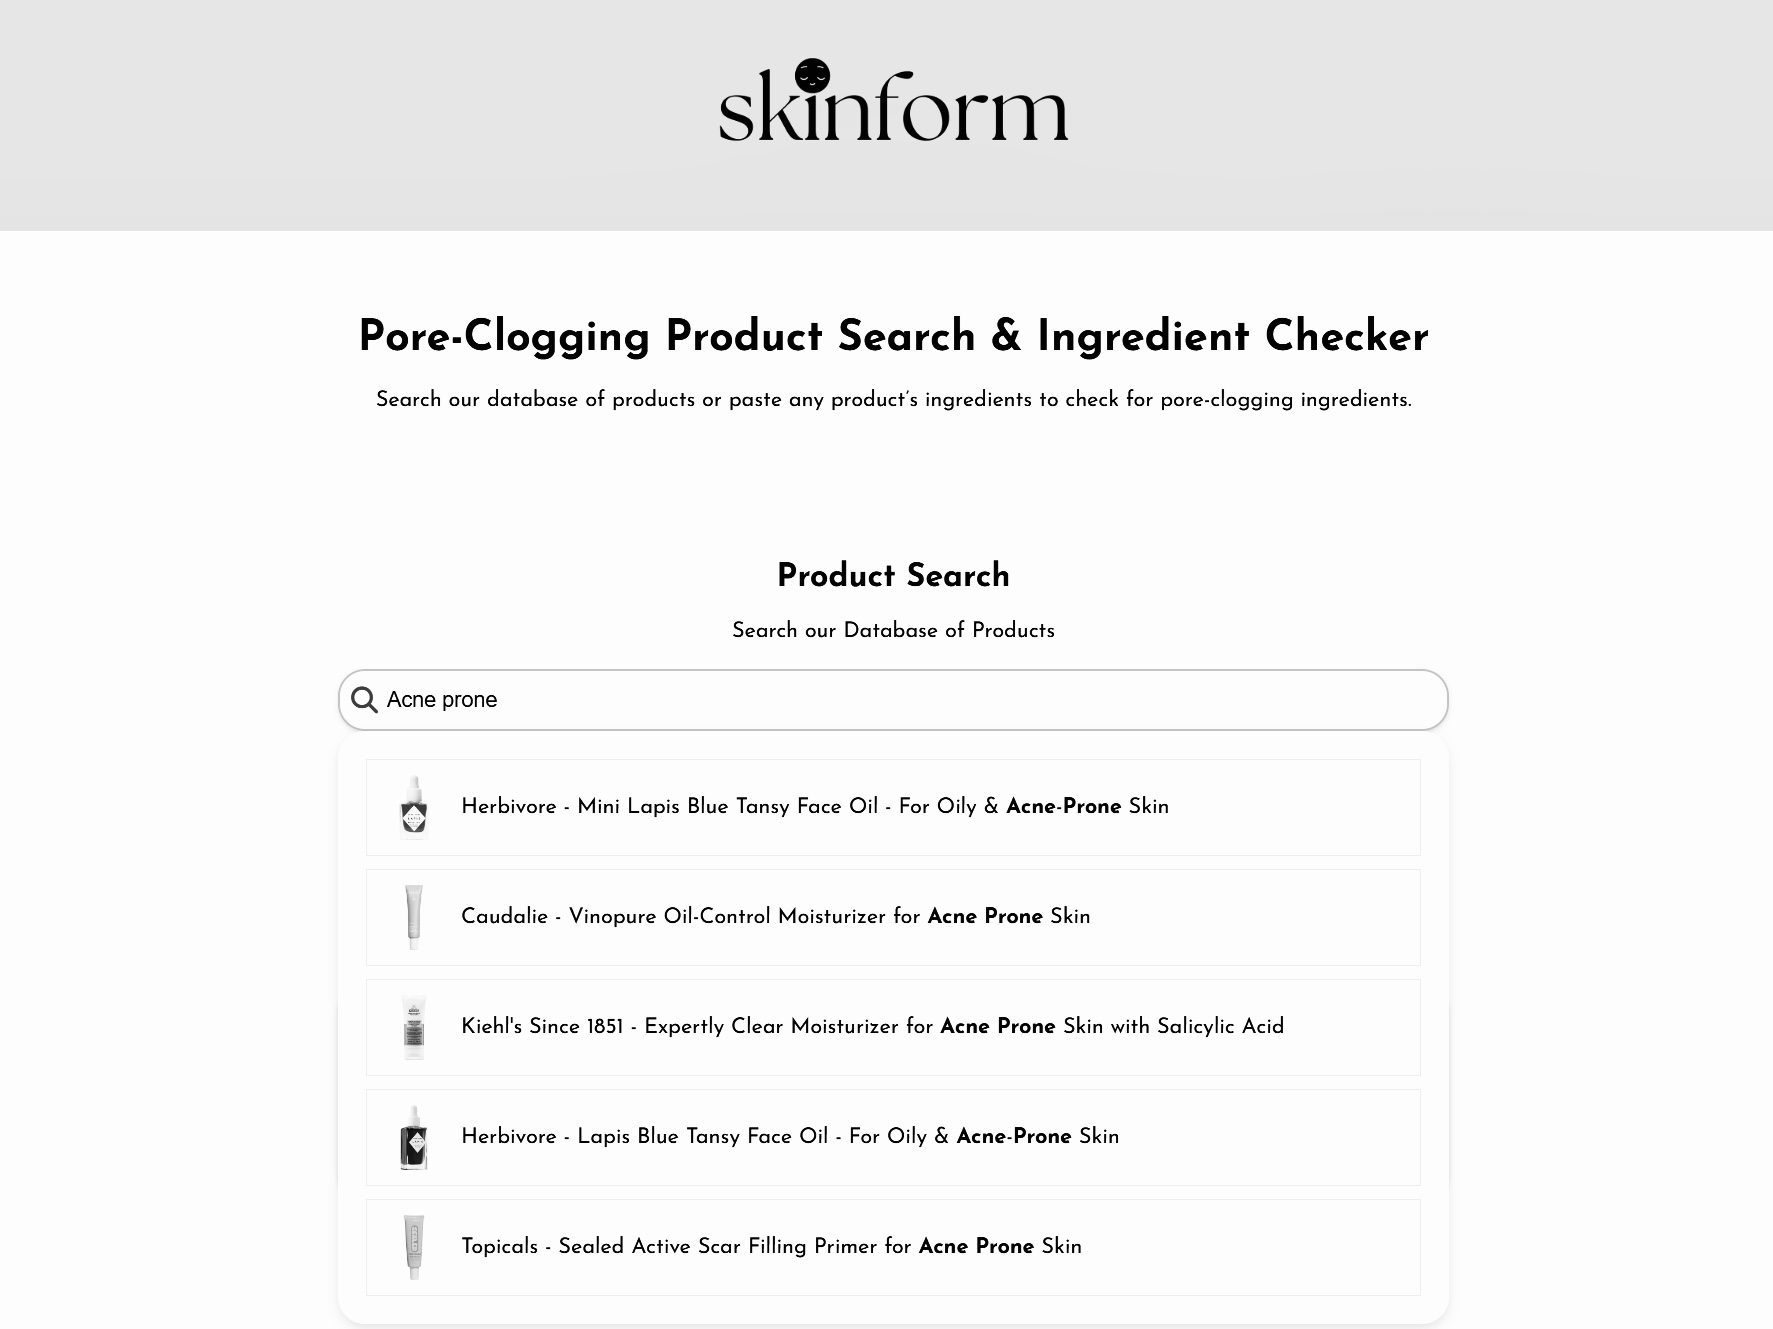 skinform
Pore-Clogging Product Search & Ingredient Checker
Search our database of products or paste any product's ingredients to check for pore-clogging ingredients.
Product Search
Search our Database of Products
Acne prone
Herbivore - Mini Lapis Blue Tansy Face Oil - For Oily & Acne-Prone Skin
Caudalie - Vinopure Oil-Control Moisturizer for Acne Prone Skin
Kiehl's Since 1851 - Expertly Clear Moisturizer for Acne Prone Skin with Salicylic Acid
Herbivore - Lapis Blue Tansy Face Oil - For Oily & Acne-Prone Skin
Topicals - Sealed Active Scar Filling Primer for Acne Prone Skin